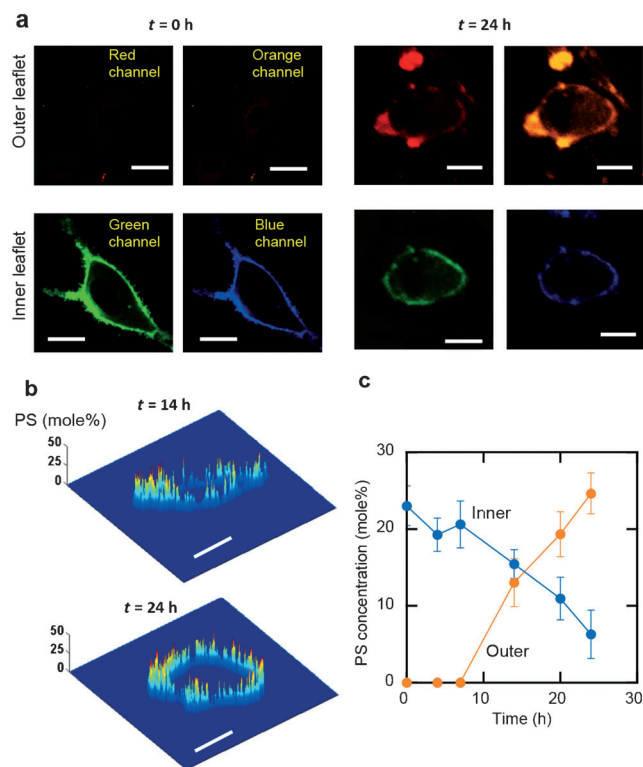 a
t = 0 h
t = 24 h
Outer leaflet
Red
channel
Orange
channel
Inner leaflet
Green
channel
Blue
channel
b
t = 14 h
PS (mole%)
50
25
0
t = 24 h
50
25
0
c
PS concentration (mole%)
30
20
10
0
Inner
Outer
0 10 20 30
Time (h)